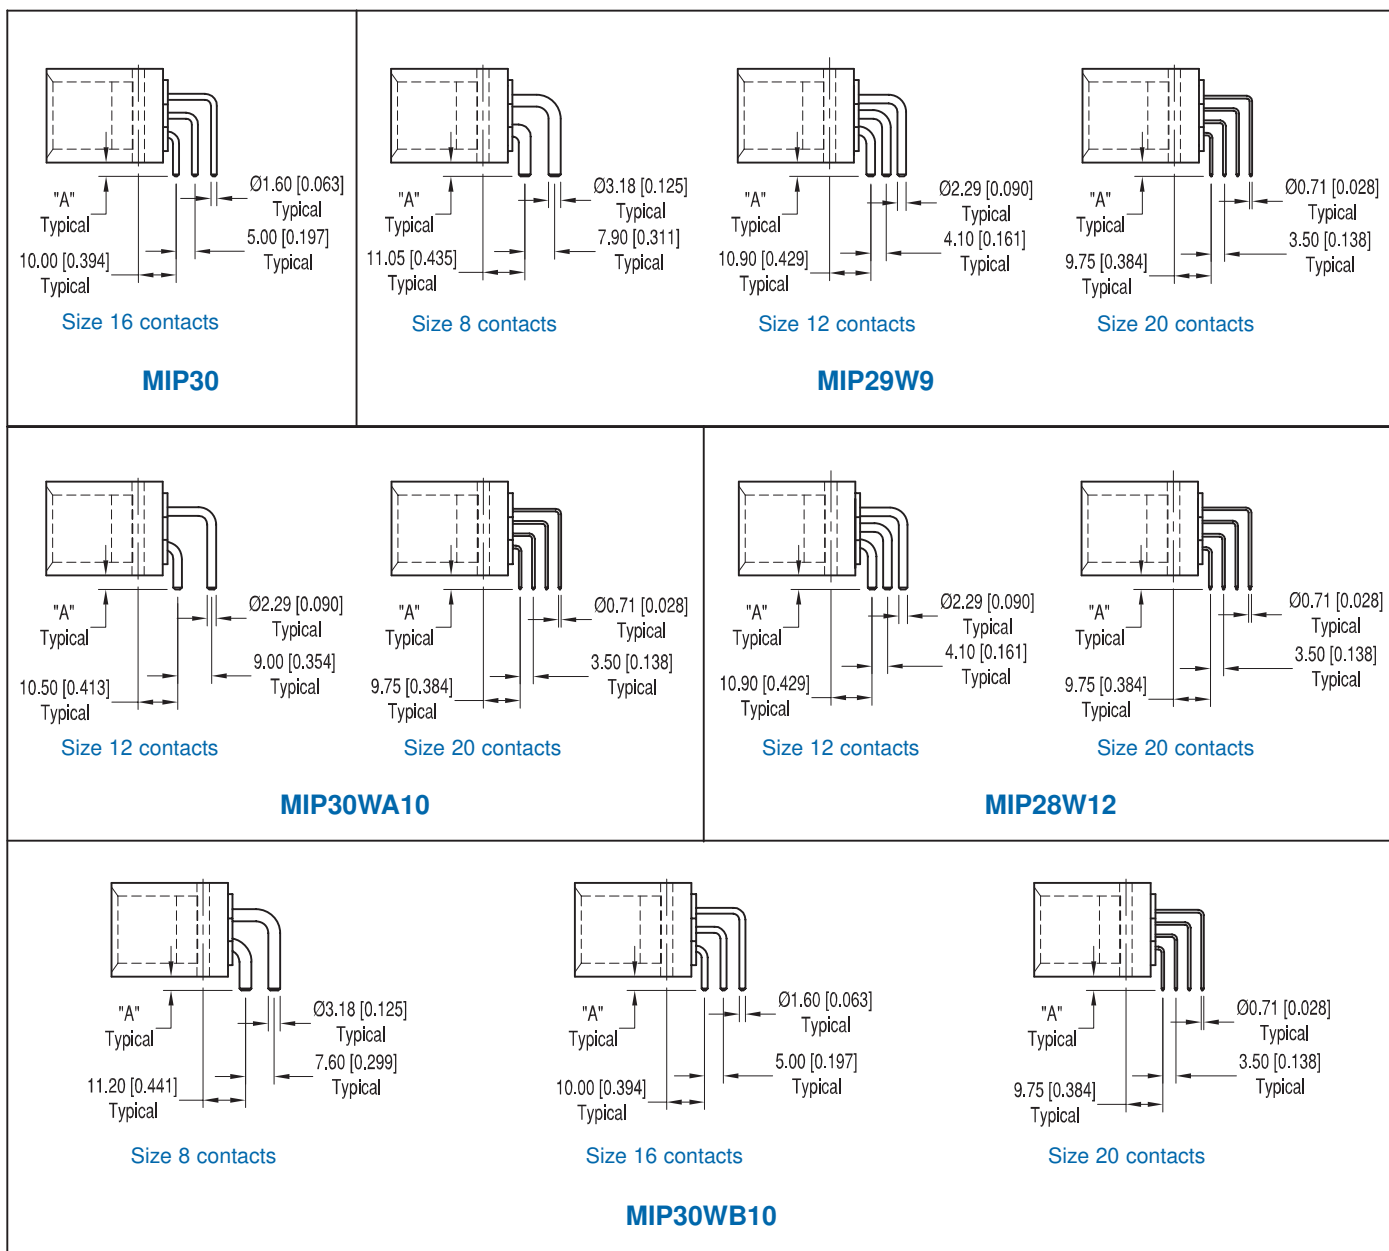 "A"
Typical
10.00 [0.394]
Typical
Ø1.60 [0.063]
Typical
5.00 [0.197]
Typical
Size 16 contacts
MIP30
"A"
Typical
11.05 [0.435]
Typical
Ø3.18 [0.125]
Typical
7.90 [0.311]
Typical
Size 8 contacts
"A"
Typical
10.90 [0.429]
Typical
Ø2.29 [0.090]
Typical
4.10 [0.161]
Typical
Size 12 contacts
"A"
Typical
9.75 [0.384]
Typical
Ø0.71 [0.028]
Typical
3.50 [0.138]
Typical
Size 20 contacts
MIP29W9
"A"
Typical
10.50 [0.413]
Typical
Ø2.29 [0.090]
Typical
9.00 [0.354]
Typical
Size 12 contacts
"A"
Typical
9.75 [0.384]
Typical
Ø0.71 [0.028]
Typical
3.50 [0.138]
Typical
Size 20 contacts
MIP30WA10
"A"
Typical
10.90 [0.429]
Typical
Ø2.29 [0.090]
Typical
4.10 [0.161]
Typical
Size 12 contacts
"A"
Typical
9.75 [0.384]
Typical
Ø0.71 [0.028]
Typical
3.50 [0.138]
Typical
Size 20 contacts
MIP28W12
"A"
Typical
11.20 [0.441]
Typical
Ø3.18 [0.125]
Typical
7.60 [0.299]
Typical
Size 8 contacts
"A"
Typical
10.00 [0.394]
Typical
Ø1.60 [0.063]
Typical
5.00 [0.197]
Typical
Size 16 contacts
"A"
Typical
9.75 [0.384]
Typical
Ø0.71 [0.028]
Typical
3.50 [0.138]
Typical
Size 20 contacts
MIP30WB10